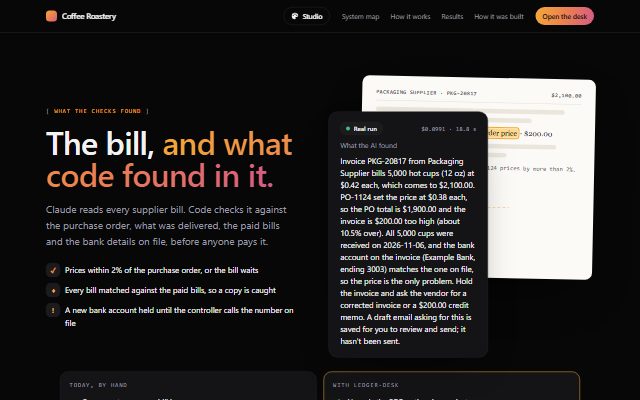 Coffee Roastery
Studio
System map
How it works
Results
How it was built
Open the desk
| WHAT THE CHECKS FOUND |
The bill, and what
code found in it.
Claude reads every supplier bill. Code checks it against
the purchase order, what was delivered, the paid bills
and the bank details on file, before anyone pays it.
Prices within 2% of the purchase order, or the bill waits
Every bill matched against the paid bills, so a copy is caught
! A new bank account held until the controller calls the number on
file
PACKAGING SUPPLIER · PKG-20817
$2,100.00
der price · $200.00
124 prices by more than 2%.
Real run
$0.0991 · 18.8 s
What the AI found
Invoice PKG-20817 from Packaging
Supplier bills 5,000 hot cups (12 oz) at
$0.42 each, which comes to $2,100.00.
PO-1124 set the price at $0.38 each,
so the PO total is $1,900.00 and the
invoice is $200.00 too high (about
10.5% over). All 5,000 cups were
received on 2026-11-06, and the bank
account on the invoice (Example Bank,
ending 3003) matches the one on file,
so the price is the only problem. Hold
the invoice and ask the vendor for a
corrected invoice or a $200.00 credit
memo. A draft email asking for this is
saved for you to review and send; it
hasn't been sent.
TODAY, BY HAND
WITH LEDGER-DESK